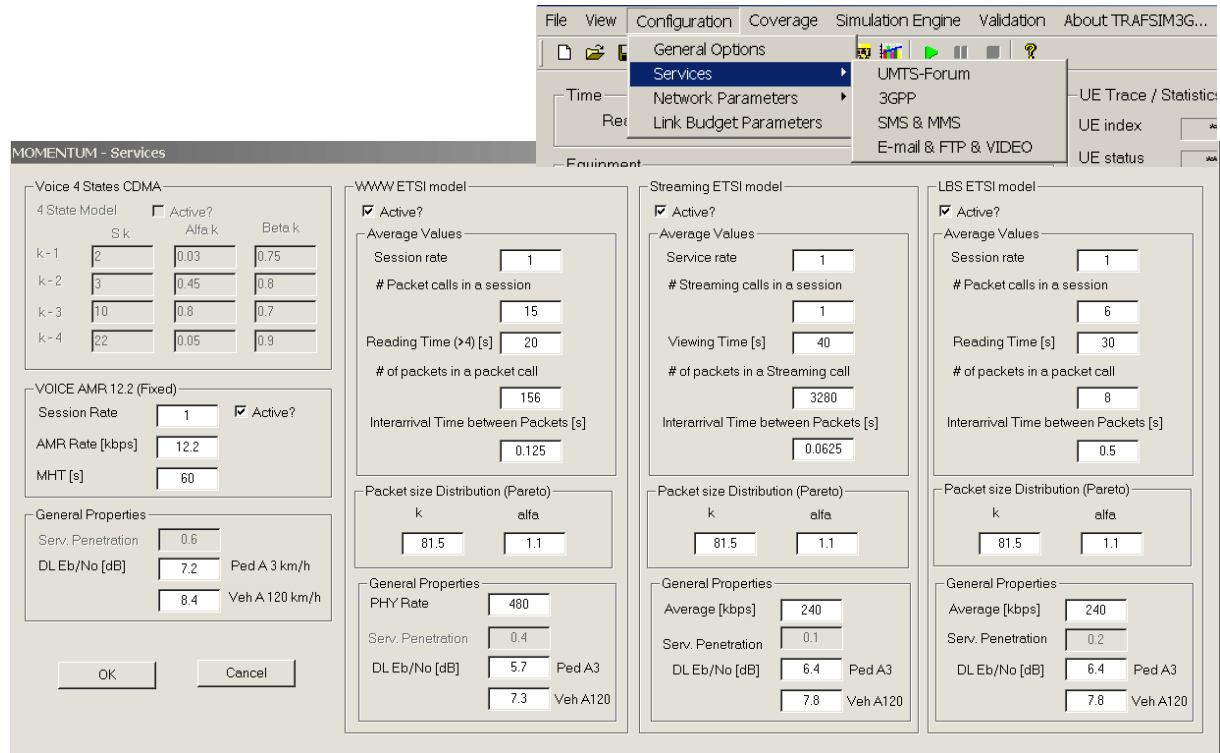 File View Configuration Coverage Simulation Engine Validation About TRAFSIM3G...
General Options
Services
Network Parameters
Link Budget Parameters
UMTS-Forum
3GPP
SMS & MMS
E-mail & FTP & VIDEO
Time
Equipment
UE Trace / Statistics
UE index
UE status
MOMENTUM - Services
Voice 4 States CDMA
4 State Model Active?
S k Alfa k Beta k
k - 1 2 0.03 0.75
k - 2 3 0.45 0.8
k - 3 10 0.8 0.7
k - 4 22 0.05 0.9
VOICE AMR 12.2 (Fixed)
Session Rate 1 Active?
AMR Rate [kbps] 12.2
MHT [s] 60
General Properties
Serv. Penetration 0.6
DL Eb/No [dB] 7.2 Ped A 3 km/h
8.4 Veh A 120 km/h
OK Cancel
WWW ETSI model
Active?
Average Values
Session rate 1
# Packet calls in a session
15
Reading Time (>4) [s] 20
# of packets in a packet call
156
Interarrival Time between Packets [s]
0.125
Packet size Distribution (Pareto)
k alfa
81.5 1.1
General Properties
PHY Rate 480
Serv. Penetration 0.4
DL Eb/No [dB] 5.7 Ped A3
7.3 Veh A120
Streaming ETSI model
Active?
Average Values
Service rate 1
# Streaming calls in a session
1
Viewing Time [s] 40
# of packets in a Streaming call
3280
Interarrival Time between Packets [s]
0.0625
Packet size Distribution (Pareto)
k alfa
81.5 1.1
General Properties
Average [kbps] 240
Serv. Penetration 0.1
DL Eb/No [dB] 6.4 Ped A3
7.8 Veh A120
LBS ETSI model
Active?
Average Values
Session rate 1
# Packet calls in a session
6
Reading Time [s] 30
# of packets in a packet call
8
Interarrival Time between Packets [s]
0.5
Packet size Distribution (Pareto)
k alfa
81.5 1.1
General Properties
Average [kbps] 240
Serv. Penetration 0.2
DL Eb/No [dB] 6.4 Ped A3
7.8 Veh A120